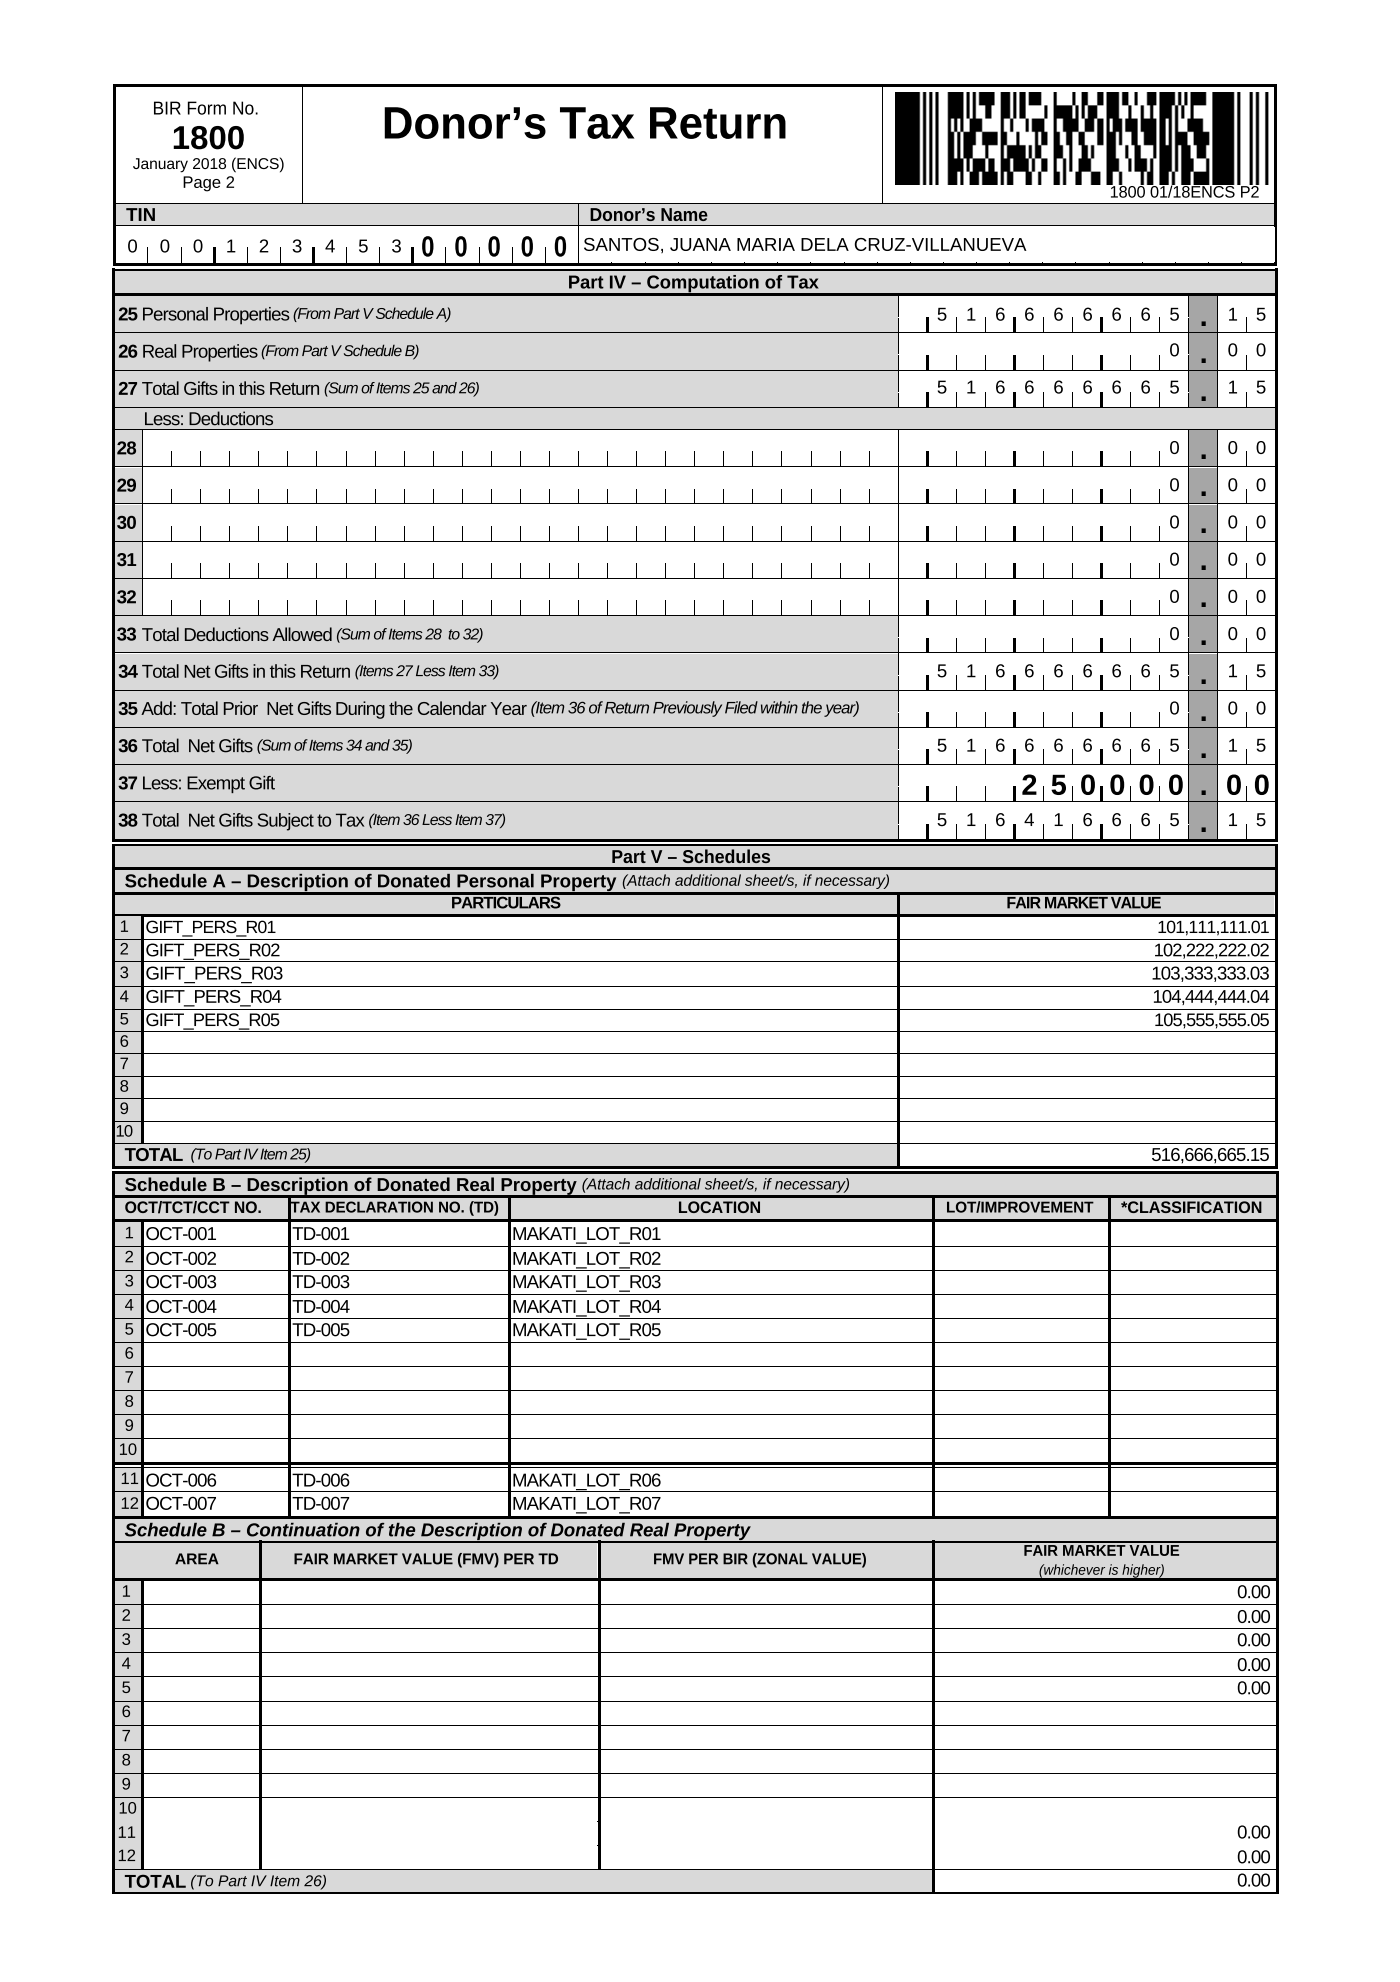 BIR Form No.
1800
January 2018 (ENCS)
Page 2
Donor’s Tax Return
1800 01/18ENCS P2
TIN Donor’s Name
0 0 0 1 2 3 4 5 3 0 0 0 0 0 SANTOS, JUANA MARIA DELA CRUZ-VILLANUEVA
Part IV – Computation of Tax
25 Personal Properties (From Part V Schedule A) 5 1 6 6 6 6 6 6 5 . 1 5
26 Real Properties (From Part V Schedule B) 0 . 0 0
27 Total Gifts in this Return (Sum of Items 25 and 26) 5 1 6 6 6 6 6 6 5 . 1 5
Less: Deductions
28 0 . 0 0
29 0 . 0 0
30 0 . 0 0
31 0 . 0 0
32 0 . 0 0
33 Total Deductions Allowed (Sum of Items 28 to 32) 0 . 0 0
34 Total Net Gifts in this Return (Items 27 Less Item 33) 5 1 6 6 6 6 6 6 5 . 1 5
35 Add: Total Prior Net Gifts During the Calendar Year (Item 36 of Return Previously Filed within the year) 0 . 0 0
36 Total Net Gifts (Sum of Items 34 and 35) 5 1 6 6 6 6 6 6 5 . 1 5
37 Less: Exempt Gift 2 5 0 0 0 0 . 0 0
38 Total Net Gifts Subject to Tax (Item 36 Less Item 37) 5 1 6 4 1 6 6 6 5 . 1 5
Part V – Schedules
Schedule A – Description of Donated Personal Property (Attach additional sheet/s, if necessary)
PARTICULARS FAIR MARKET VALUE
1 GIFT_PERS_R01 101,111,111.01
2 GIFT_PERS_R02 102,222,222.02
3 GIFT_PERS_R03 103,333,333.03
4 GIFT_PERS_R04 104,444,444.04
5 GIFT_PERS_R05 105,555,555.05
6
7
8
9
10
TOTAL (To Part IV Item 25) 516,666,665.15
Schedule B – Description of Donated Real Property (Attach additional sheet/s, if necessary)
OCT/TCT/CCT NO. TAX DECLARATION NO. (TD) LOCATION LOT/IMPROVEMENT *CLASSIFICATION
1 OCT-001 TD-001 MAKATI_LOT_R01
2 OCT-002 TD-002 MAKATI_LOT_R02
3 OCT-003 TD-003 MAKATI_LOT_R03
4 OCT-004 TD-004 MAKATI_LOT_R04
5 OCT-005 TD-005 MAKATI_LOT_R05
6
7
8
9
10
11 OCT-006 TD-006 MAKATI_LOT_R06
12 OCT-007 TD-007 MAKATI_LOT_R07
Schedule B – Continuation of the Description of Donated Real Property
AREA FAIR MARKET VALUE (FMV) PER TD FMV PER BIR (ZONAL VALUE) FAIR MARKET VALUE
(whichever is higher)
1 0.00
2 0.00
3 0.00
4 0.00
5 0.00
6
7
8
9
10
11 0.00
12 0.00
TOTAL (To Part IV Item 26) 0.00